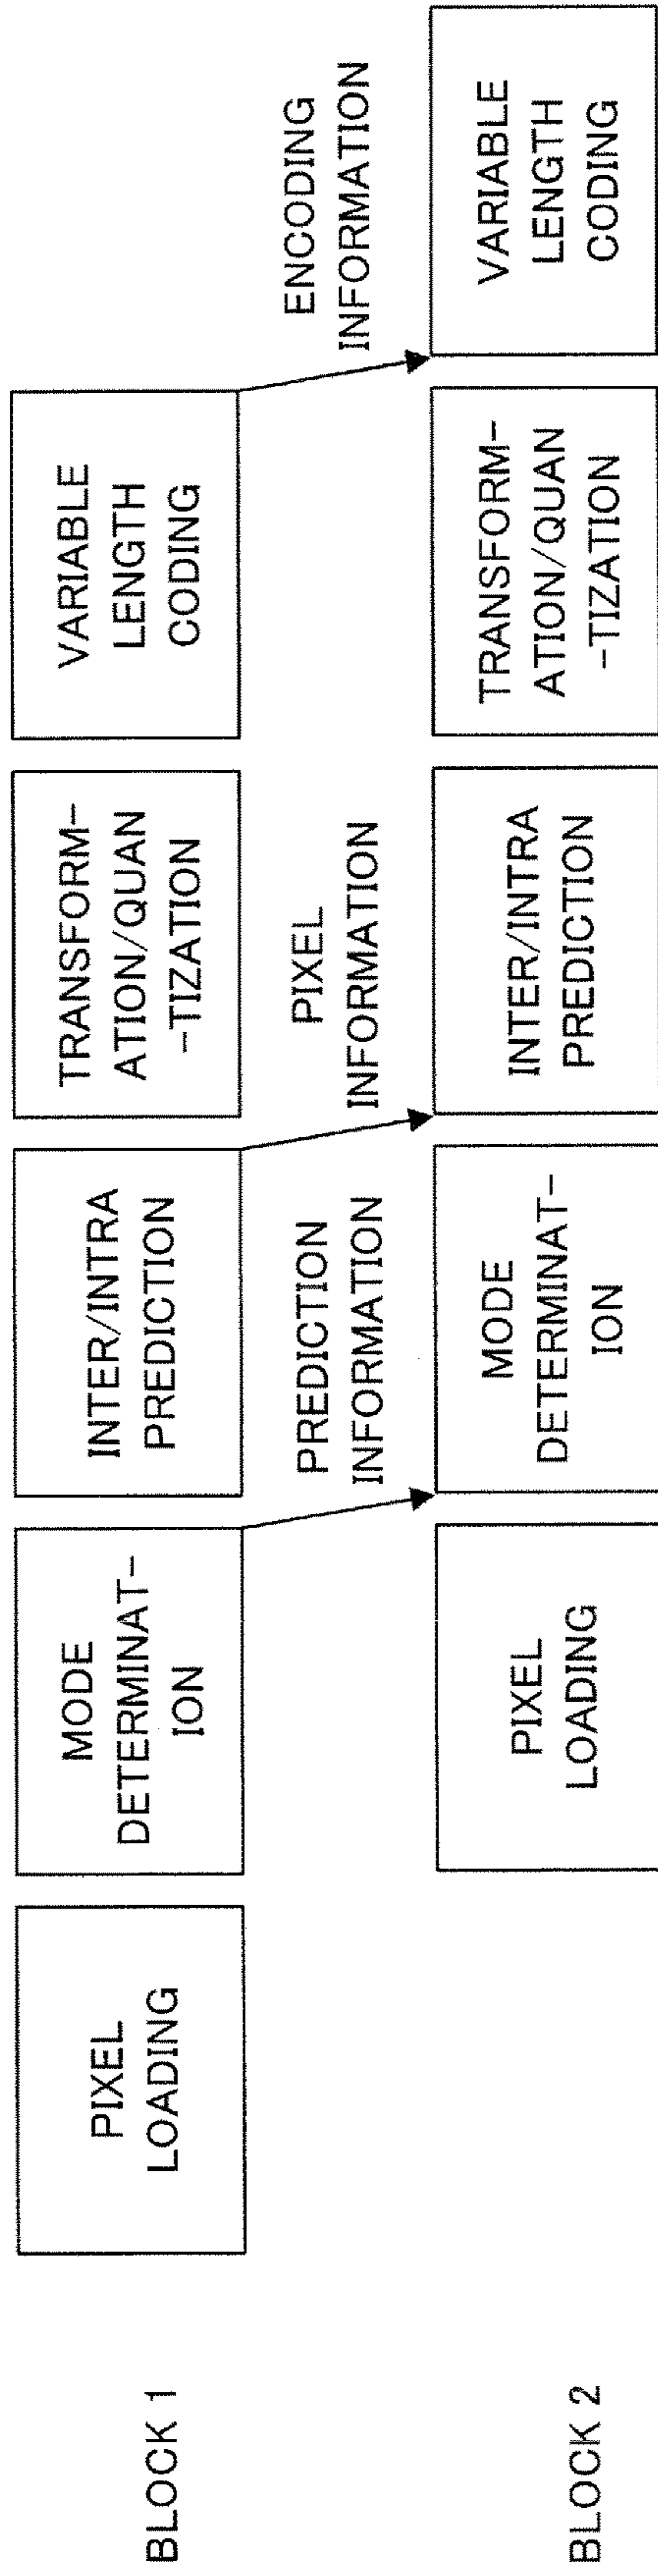 BLOCK 1
PIXEL
LOADING
MODE
DETERMINAT-
ION
INTER/INTRA
PREDICTION
TRANSFORM-
ATION/QUAN
-TIZATION
VARIABLE
LENGTH
CODING
PREDICTION
INFORMATION
PIXEL
INFORMATION
ENCODING
INFORMATION
BLOCK 2
PIXEL
LOADING
MODE
DETERMINAT-
ION
INTER/INTRA
PREDICTION
TRANSFORM-
ATION/QUAN
-TIZATION
VARIABLE
LENGTH
CODING